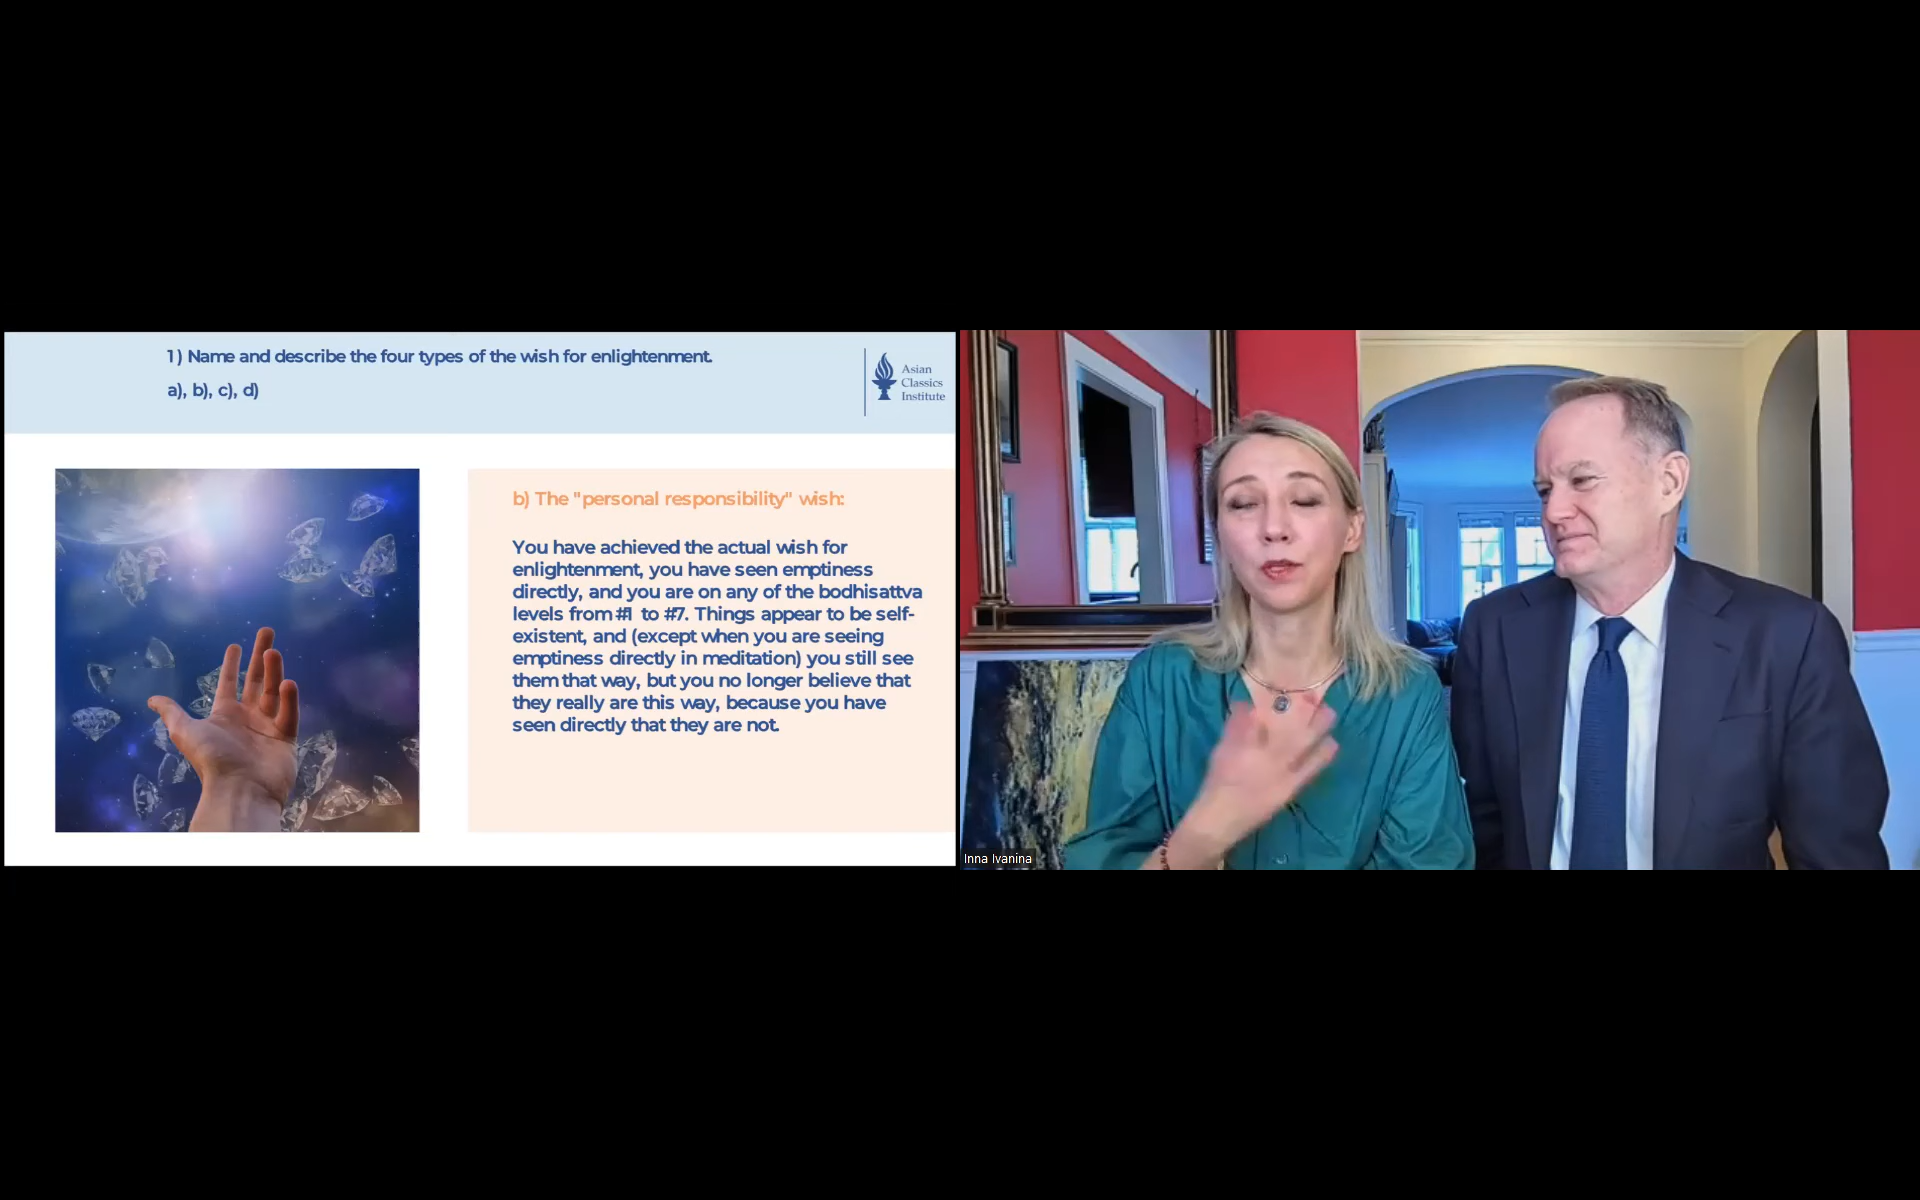 1) Name and describe the four types of the wish for enlightenment.
a), b), c), d)
Asian
Classics
Institute
b) The "personal responsibility" wish:
You have achieved the actual wish for
enlightenment, you have seen emptiness
directly, and you are on any of the bodhisattva
levels from #1 to #7. Things appear to be self-
existent, and (except when you are seeing
emptiness directly in meditation) you still see
them that way, but you no longer believe that
they really are this way, because you have
seen directly that they are not.
Inna Ivanina